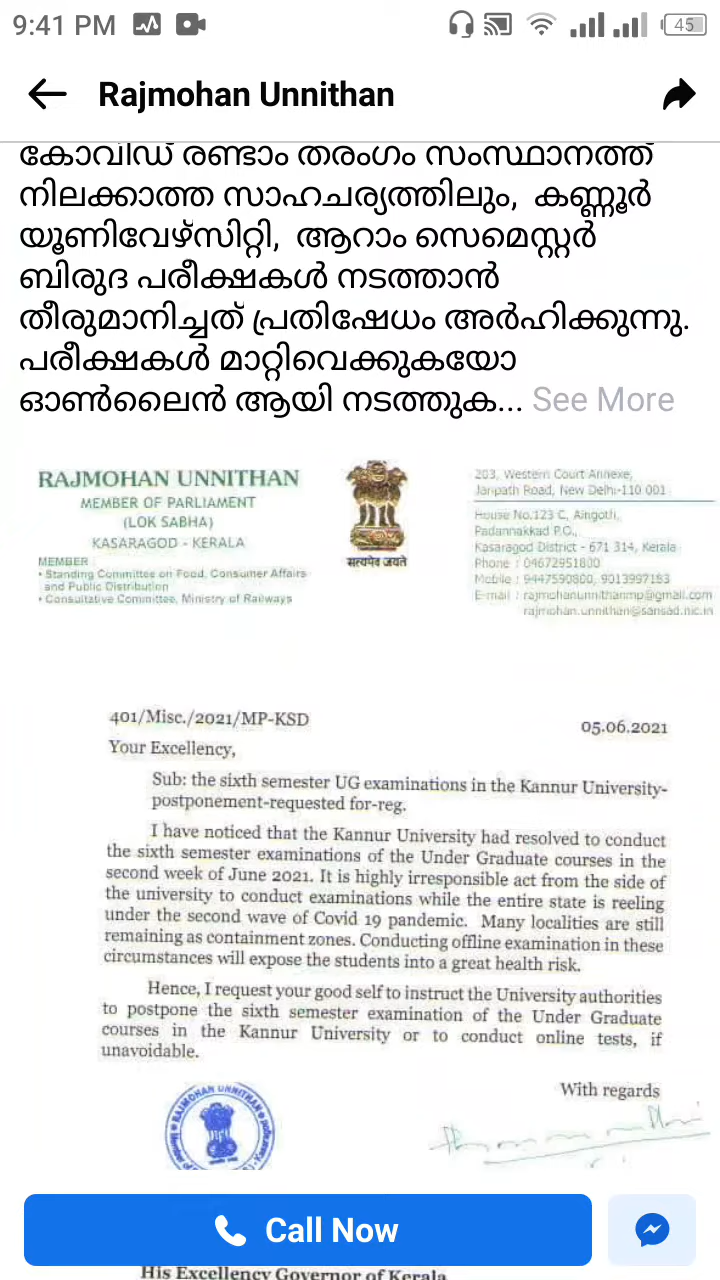 9:41 PM
45
Rajmohan Unnithan
കോവിഡ് രണ്ടാം തരംഗം സംസ്ഥാനത്ത്
നിലക്കാത്ത സാഹചര്യത്തിലും, കണ്ണൂർ
യൂണിവേഴ്സിറ്റി, ആറാം സെമെസ്റ്റർ
ബിരുദ പരീക്ഷകൾ നടത്താൻ
തീരുമാനിച്ചത് പ്രതിഷേധം അർഹിക്കുന്നു.
പരീക്ഷകൾ മാറ്റിവെക്കുകയോ
ഓൺലൈൻ ആയി നടത്തുക... See More
RAJMOHAN UNNITHAN
MEMBER OF PARLIAMENT
(LOK SABHA)
KASARAGOD - KERALA
MEMBER
• Standing Committee on Food, Consumer Affairs
and Public Distribution
• Consultative Committee, Ministry of Railways
सत्यमेव जयते
203, Western Court Annexe,
Janpath Road, New Delhi-110 001
House No.123 C, Aingoth,
Padannakkad P.O.,
Kasaragod District - 671 314, Kerala
Phone : 04672951800
Mobile : 9447590800, 9013997183
E-mail : rajmohanunnithanmp@gmail.com
rajmohan.unnithan@sansad.nic.in
401/Misc./2021/MP-KSD
05.06.2021
Your Excellency,
Sub: the sixth semester UG examinations in the Kannur University-
postponement-requested for-reg.
I have noticed that the Kannur University had resolved to conduct
the sixth semester examinations of the Under Graduate courses in the
second week of June 2021. It is highly irresponsible act from the side of
the university to conduct examinations while the entire state is reeling
under the second wave of Covid 19 pandemic. Many localities are still
remaining as containment zones. Conducting offline examination in these
circumstances will expose the students into a great health risk.
Hence, I request your good self to instruct the University authorities
to postpone the sixth semester examination of the Under Graduate
courses in the Kannur University or to conduct online tests, if
unavoidable.
With regards
RAJMOHAN UNNITHAN
Call Now
His Excellency Governor of Kerala